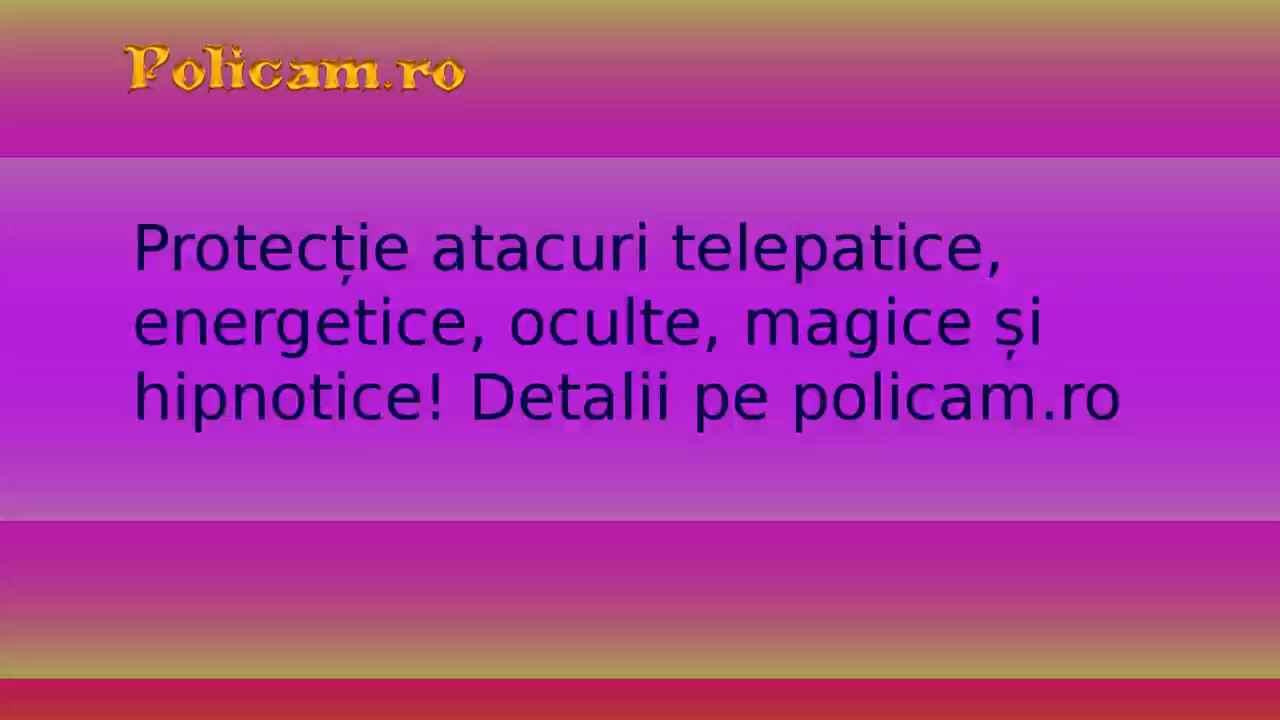 Policam.ro
Protecție atacuri telepatice,
energetice, oculte, magice și
hipnotice! Detalii pe policam.ro